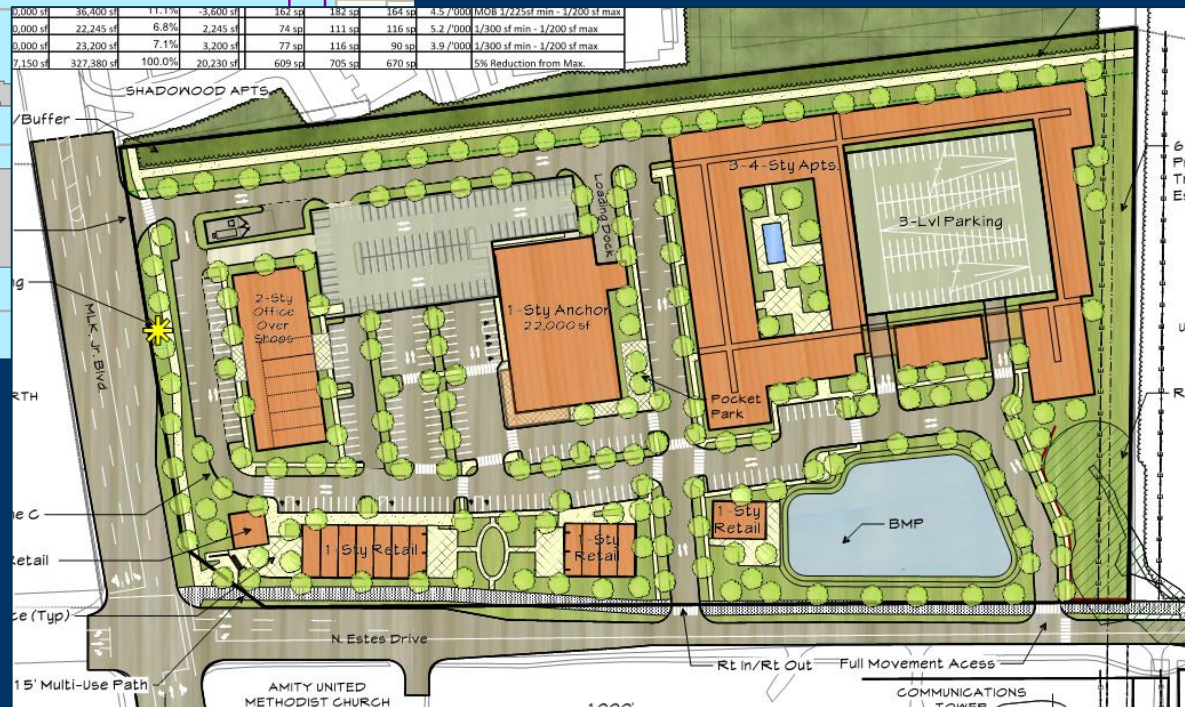 0,000 sf 36,400 sf 11.1% -3,600 sf 162 sp 182 sp 164 sp 4.5 /'000 MOB 1/225sf min - 1/200 sf max
0,000 sf 22,245 sf 6.8% 2,245 sf 74 sp 111 sp 116 sp 5.2 /'000 1/300 sf min - 1/200 sf max
0,000 sf 23,200 sf 7.1% 3,200 sf 77 sp 116 sp 90 sp 3.9 /'000 1/300 sf min - 1/200 sf max
7,150 sf 327,380 sf 100.0% 20,230 sf 609 sp 705 sp 670 sp 5% Reduction from Max.
SHADOWOOD APTS
/Buffer
3-4-Sty Apts.
3-Lvl Parking
Loading Dock
2-Sty
Office
Over
Shops
1-Sty Anchor
22,000 sf
MLK Jr. Blvd
RTH
Pocket
Park
e C
etail
1-Sty Retail
1-Sty
Retail
1-Sty
Retail
BMP
ce (Typ)
N. Estes Drive
Rt In/Rt Out
Full Movement Acess
15' Multi-Use Path
AMITY UNITED
METHODIST CHURCH
COMMUNICATIONS
TOWER